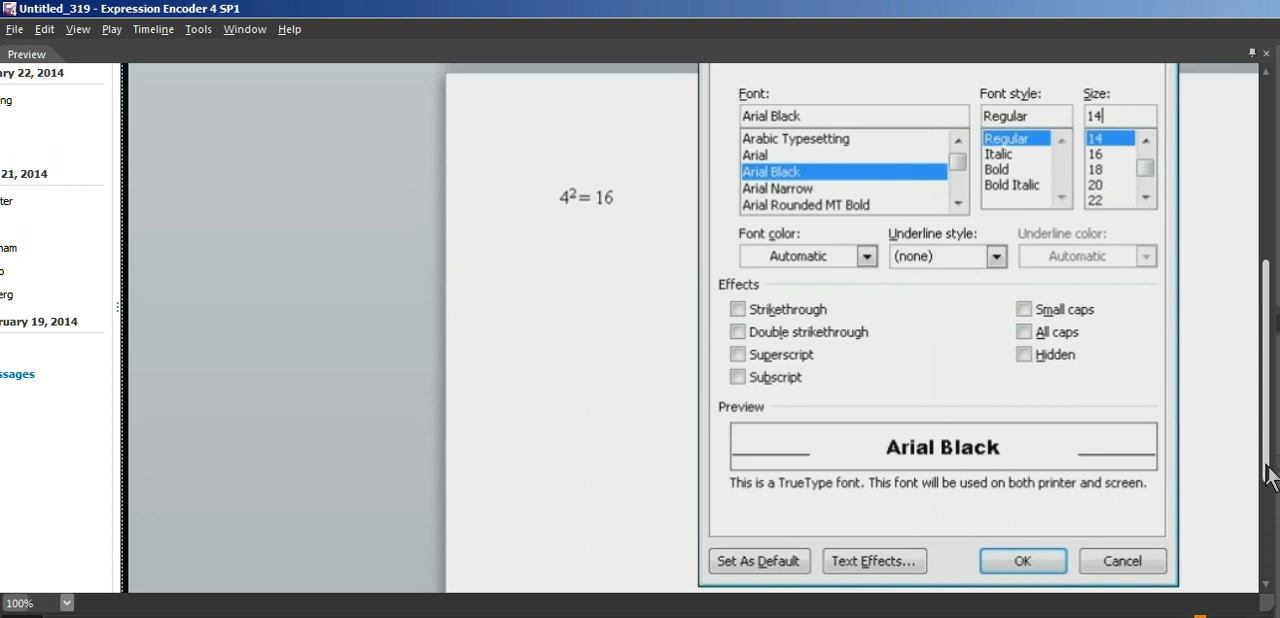 Untitled_319 - Expression Encoder 4 SP1
File Edit View Play Timeline Tools Window Help
Preview
ary 22, 2014
ng
21, 2014
ter
nam
o
erg
ruary 19, 2014
ssages
4²= 16
Font: Font style: Size:
Arial Black Regular 14
Arabic Typesetting Regular 14
Arial Italic 16
Arial Black Bold 18
Arial Narrow Bold Italic 20
Arial Rounded MT Bold 22
Font color: Underline style: Underline color:
Automatic (none) Automatic
Effects
Strikethrough Small caps
Double strikethrough All caps
Superscript Hidden
Subscript
Preview
Arial Black
This is a TrueType font. This font will be used on both printer and screen.
Set As Default Text Effects... OK Cancel
100%